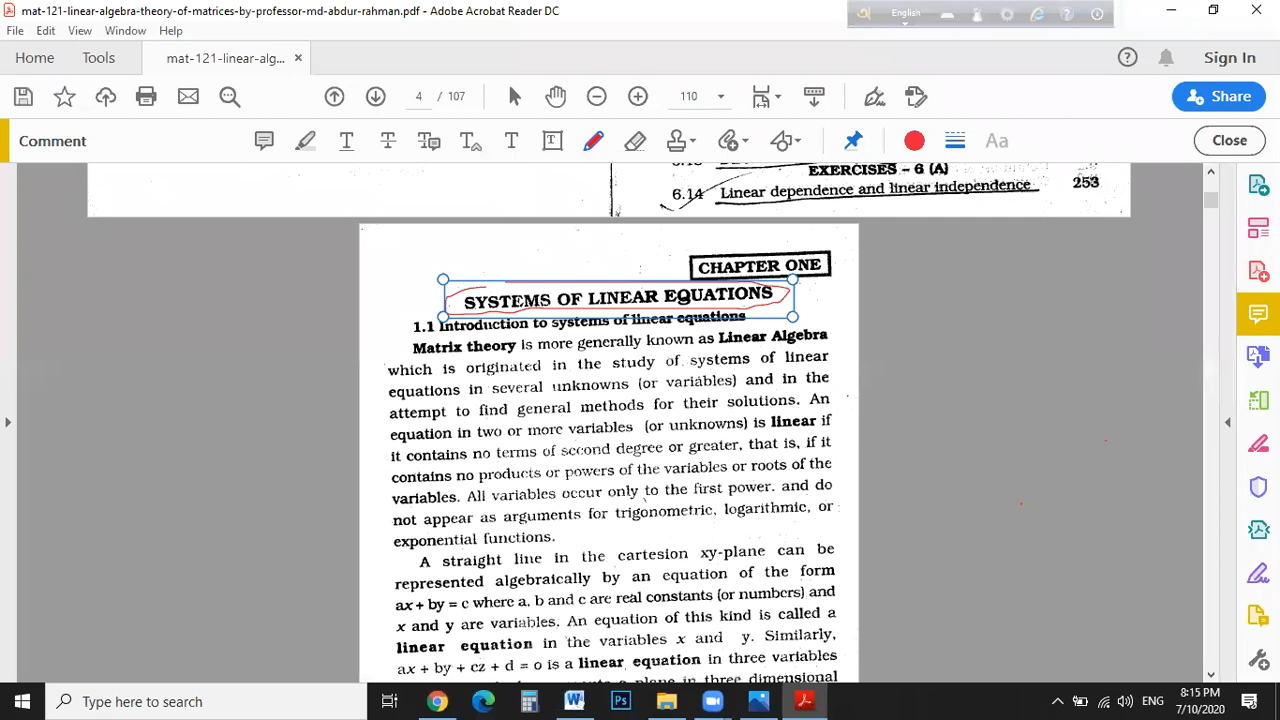 mat-121-linear-algebra-theory-of-matrices-by-professor-md-abdur-rahman.pdf - Adobe Acrobat Reader DC
English
File Edit View Window Help
Home Tools mat-121-linear-alg...
Sign In
4 / 107
110
Share
Comment
Aa
Close
EXERCISES – 6 (A)
6.14 Linear dependence and linear independence 253
CHAPTER ONE
SYSTEMS OF LINEAR EQUATIONS
1.1 Introduction to systems of linear equations
Matrix theory is more generally known as Linear Algebra
which is originated in the study of systems of linear
equations in several unknowns (or variables) and in the
attempt to find general methods for their solutions. An
equation in two or more variables (or unknowns) is linear if
it contains no terms of second degree or greater, that is, if it
contains no products or powers of the variables or roots of the
variables. All variables occur only to the first power. and do
not appear as arguments for trigonometric, logarithmic, or
exponential functions.
A straight line in the cartesion xy-plane can be
represented algebraically by an equation of the form
ax + by = c where a, b and c are real constants (or numbers) and
x and y are variables. An equation of this kind is called a
linear equation in the variables x and y. Similarly,
ax + by + cz + d = o is a linear equation in three variables
a plane in three dimensional
Type here to search
ENG
8:15 PM
7/10/2020